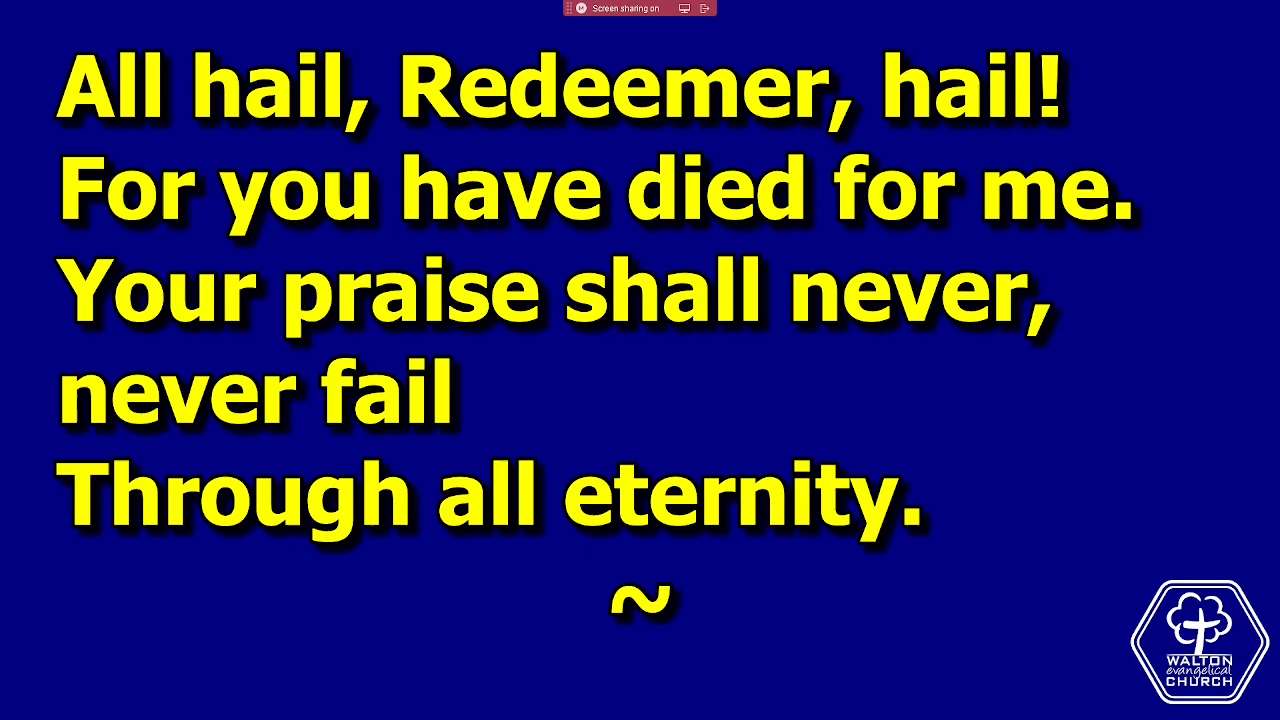 Screen sharing on
All hail, Redeemer, hail!
For you have died for me.
Your praise shall never,
never fail
Through all eternity.
~
WALTON
evangelical
CHURCH